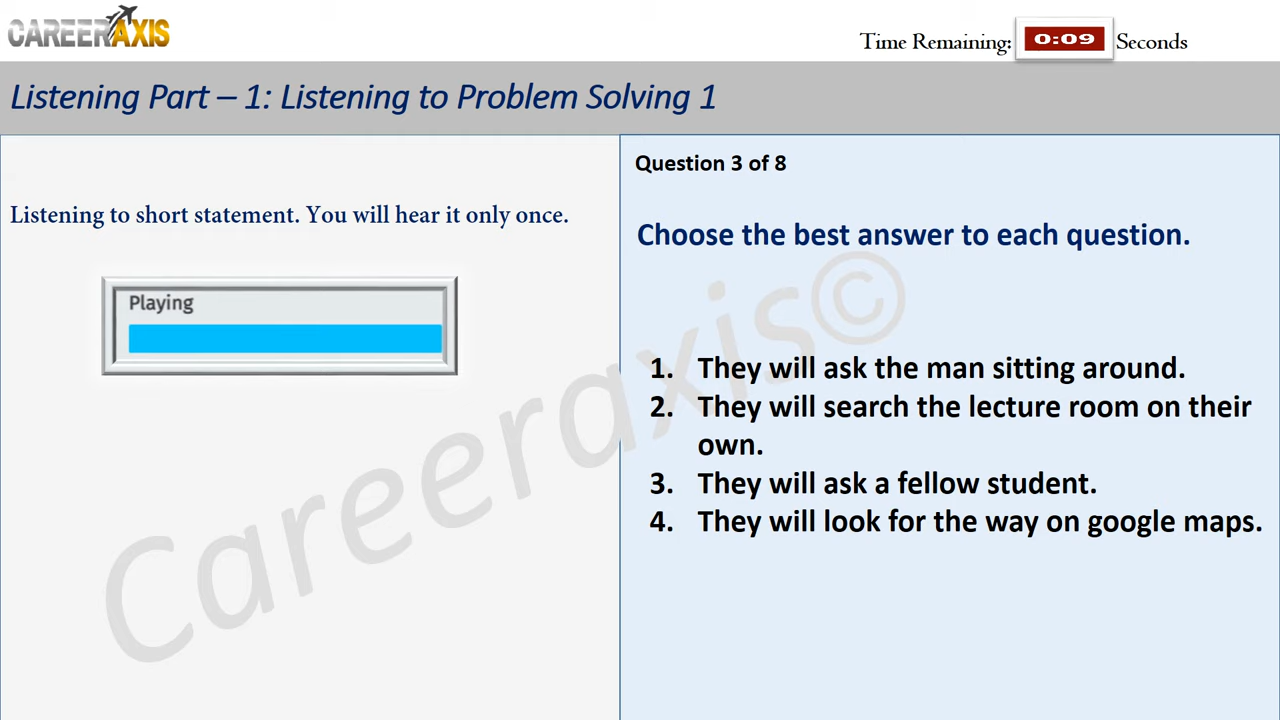 CAREERAXIS
Time Remaining: 0:09 Seconds
Listening Part – 1: Listening to Problem Solving 1
Listening to short statement. You will hear it only once.
Playing
Question 3 of 8
Choose the best answer to each question.
1. They will ask the man sitting around.
2. They will search the lecture room on their
own.
3. They will ask a fellow student.
4. They will look for the way on google maps.
Careeraxis©